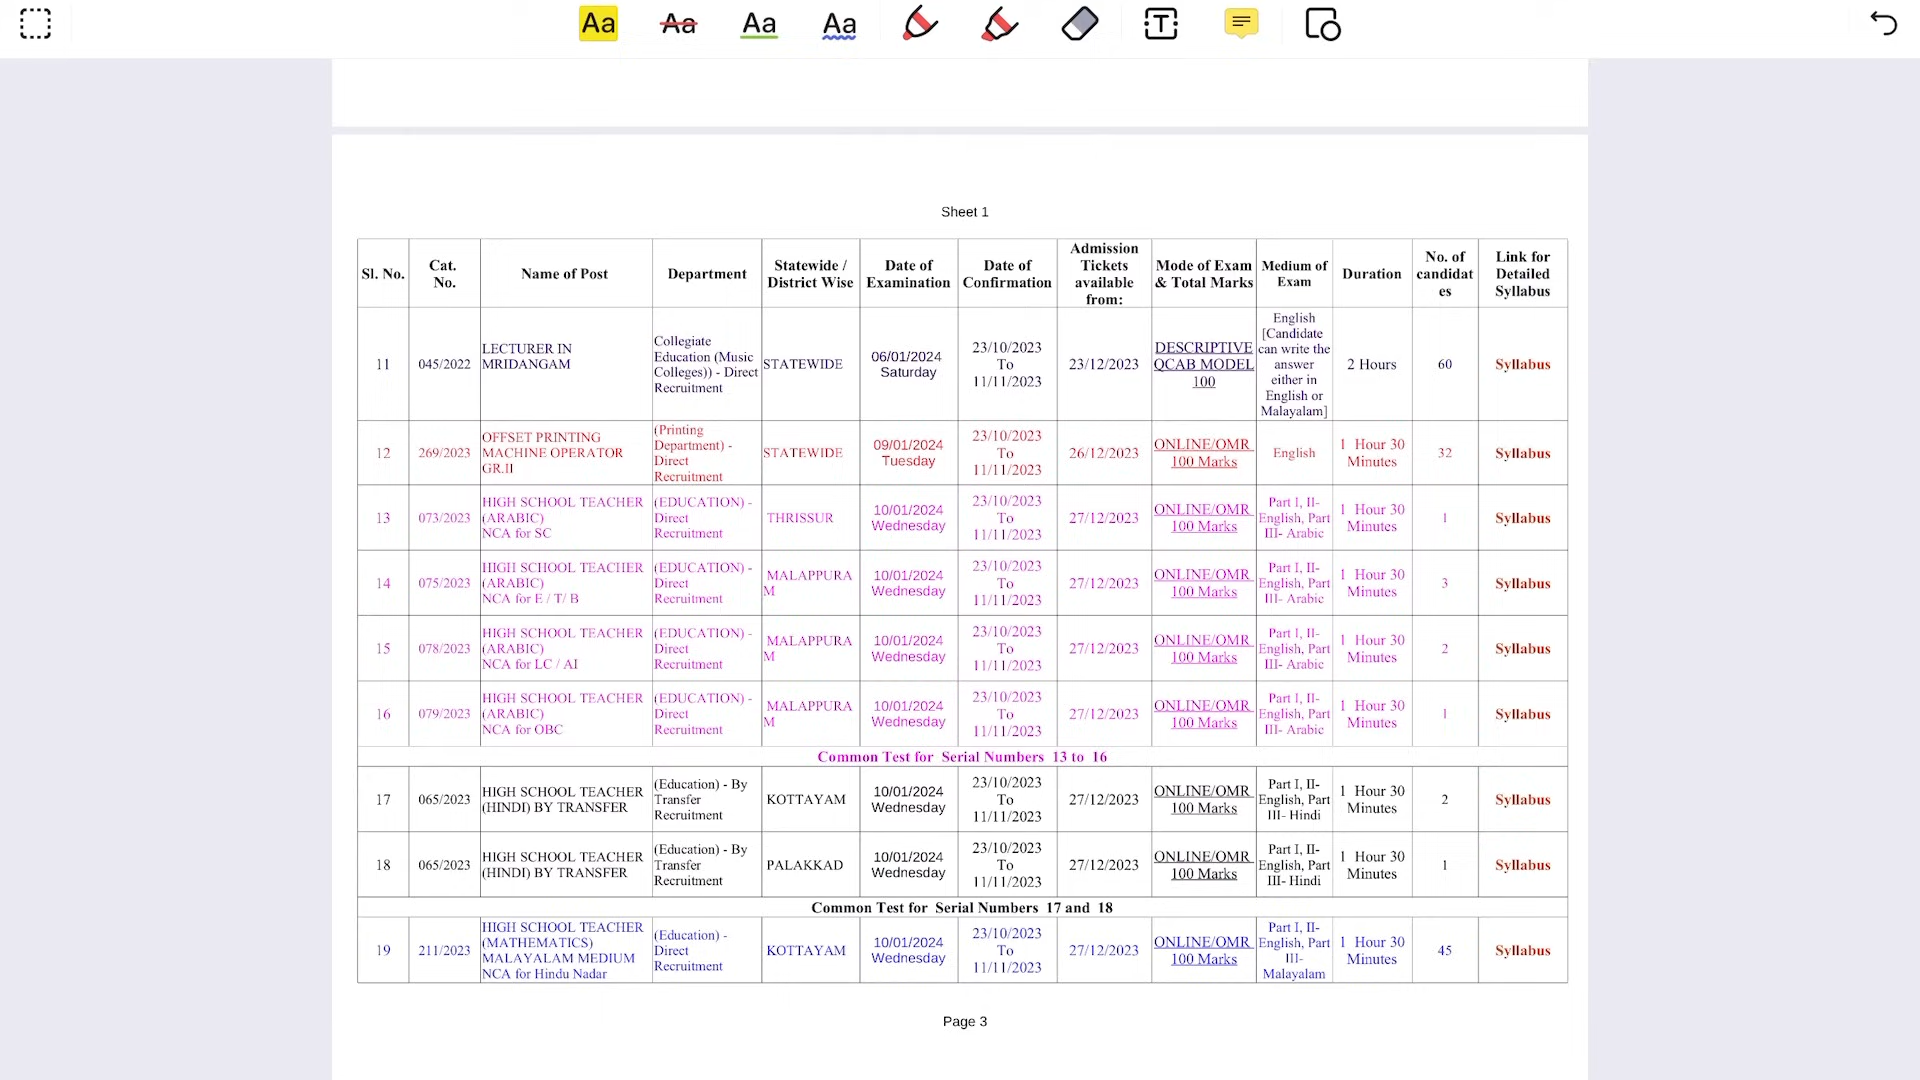 Aa Aa Aa Aa T
Sheet 1
Sl. No. Cat. No. Name of Post Department Statewide / District Wise Date of Examination Date of Confirmation Admission Tickets available from: Mode of Exam & Total Marks Medium of Exam Duration No. of candidat es Link for Detailed Syllabus
11 045/2022 LECTURER IN MRIDANGAM Collegiate Education (Music Colleges)) - Direct Recruitment STATEWIDE 06/01/2024 Saturday 23/10/2023 To 11/11/2023 23/12/2023 DESCRIPTIVE QCAB MODEL 100 English [Candidate can write the answer either in English or Malayalam] 2 Hours 60 Syllabus
12 269/2023 OFFSET PRINTING MACHINE OPERATOR GR.II (Printing Department) - Direct Recruitment STATEWIDE 09/01/2024 Tuesday 23/10/2023 To 11/11/2023 26/12/2023 ONLINE/OMR 100 Marks English 1 Hour 30 Minutes 32 Syllabus
13 073/2023 HIGH SCHOOL TEACHER (ARABIC) NCA for SC (EDUCATION) - Direct Recruitment THRISSUR 10/01/2024 Wednesday 23/10/2023 To 11/11/2023 27/12/2023 ONLINE/OMR 100 Marks Part I, II- English, Part III- Arabic 1 Hour 30 Minutes 1 Syllabus
14 075/2023 HIGH SCHOOL TEACHER (ARABIC) NCA for E / T/ B (EDUCATION) - Direct Recruitment MALAPPURA M 10/01/2024 Wednesday 23/10/2023 To 11/11/2023 27/12/2023 ONLINE/OMR 100 Marks Part I, II- English, Part III- Arabic 1 Hour 30 Minutes 3 Syllabus
15 078/2023 HIGH SCHOOL TEACHER (ARABIC) NCA for LC / AI (EDUCATION) - Direct Recruitment MALAPPURA M 10/01/2024 Wednesday 23/10/2023 To 11/11/2023 27/12/2023 ONLINE/OMR 100 Marks Part I, II- English, Part III- Arabic 1 Hour 30 Minutes 2 Syllabus
16 079/2023 HIGH SCHOOL TEACHER (ARABIC) NCA for OBC (EDUCATION) - Direct Recruitment MALAPPURA M 10/01/2024 Wednesday 23/10/2023 To 11/11/2023 27/12/2023 ONLINE/OMR 100 Marks Part I, II- English, Part III- Arabic 1 Hour 30 Minutes 1 Syllabus
Common Test for Serial Numbers 13 to 16
17 065/2023 HIGH SCHOOL TEACHER (HINDI) BY TRANSFER (Education) - By Transfer Recruitment KOTTAYAM 10/01/2024 Wednesday 23/10/2023 To 11/11/2023 27/12/2023 ONLINE/OMR 100 Marks Part I, II- English, Part III- Hindi 1 Hour 30 Minutes 2 Syllabus
18 065/2023 HIGH SCHOOL TEACHER (HINDI) BY TRANSFER (Education) - By Transfer Recruitment PALAKKAD 10/01/2024 Wednesday 23/10/2023 To 11/11/2023 27/12/2023 ONLINE/OMR 100 Marks Part I, II- English, Part III- Hindi 1 Hour 30 Minutes 1 Syllabus
Common Test for Serial Numbers 17 and 18
19 211/2023 HIGH SCHOOL TEACHER (MATHEMATICS) MALAYALAM MEDIUM NCA for Hindu Nadar (Education) - Direct Recruitment KOTTAYAM 10/01/2024 Wednesday 23/10/2023 To 11/11/2023 27/12/2023 ONLINE/OMR 100 Marks Part I, II- English, Part III- Malayalam 1 Hour 30 Minutes 45 Syllabus
Page 3